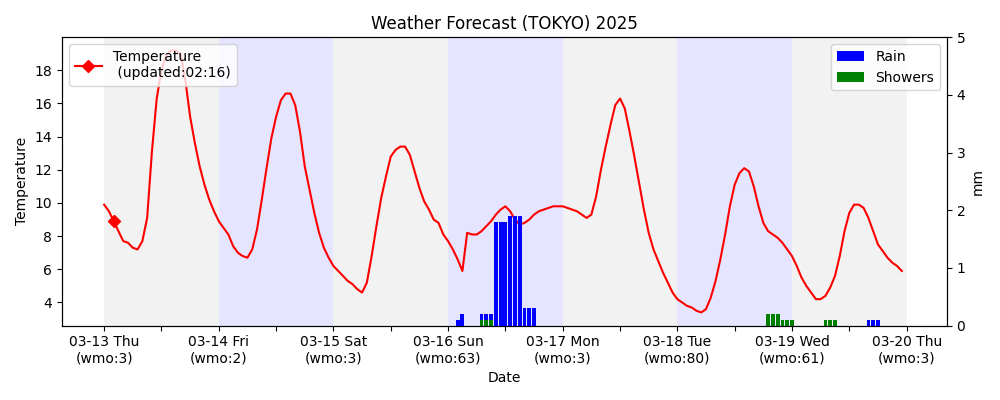 Weather Forecast (TOKYO) 2025
Temperature
(updated:02:16)
Rain
Showers
Temperature
18
16
14
12
10
8
6
4
5
4
3
2
1
0
mm
03-13 Thu
(wmo:3)
03-14 Fri
(wmo:2)
03-15 Sat
(wmo:3)
03-16 Sun
(wmo:63)
03-17 Mon
(wmo:3)
03-18 Tue
(wmo:80)
03-19 Wed
(wmo:61)
03-20 Thu
(wmo:3)
Date